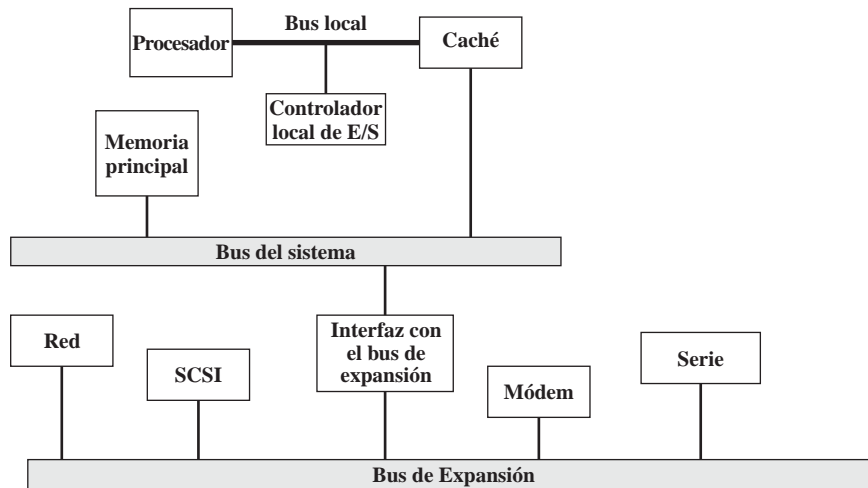 Bus local
Procesador
Caché
Controlador
local de E/S
Memoria
principal
Bus del sistema
Red
SCSI
Interfaz con
el bus de
expansión
Módem
Serie
Bus de Expansión